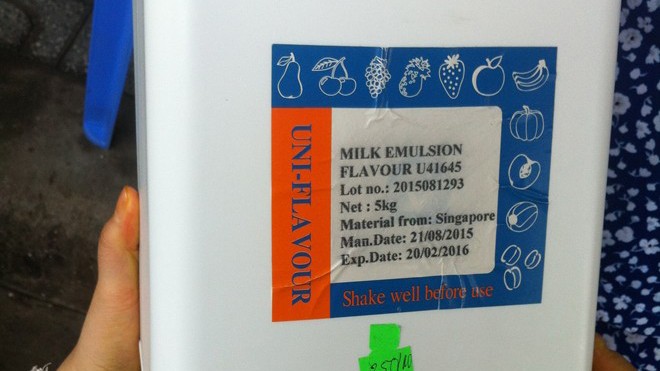 UNI-FLAVOUR
MILK EMULSION
FLAVOUR U41645
Lot no.: 2015081293
Net : 5kg
Material from: Singapore
Man.Date: 21/08/2015
Exp.Date: 20/02/2016
Shake well before use